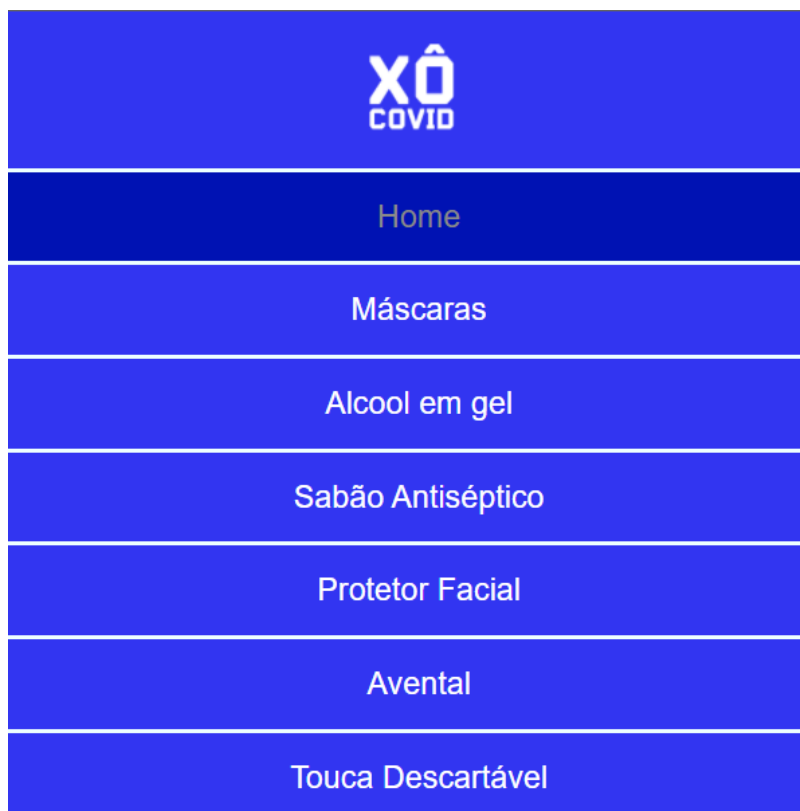 XÔ
COVID
Home
Máscaras
Alcool em gel
Sabão Antiséptico
Protetor Facial
Avental
Touca Descartável